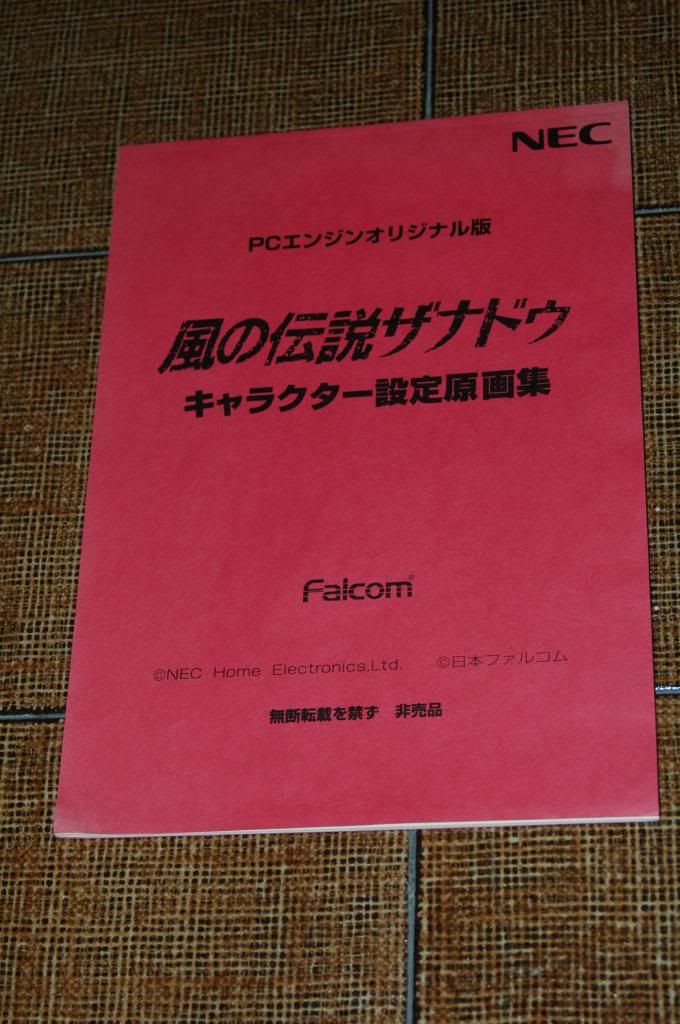 NEC
PCエンジンオリジナル版
風の伝説ザナドゥ
キャラクター設定原画集
Falcom®
©NEC Home Electronics,Ltd. ©日本ファルコム
無断転載を禁ず 非売品